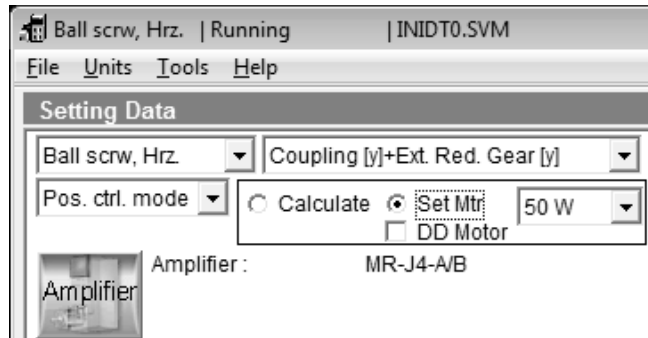 Ball scrw, Hrz. | Running | INIDT0.SVM
File Units Tools Help
Setting Data
Ball scrw, Hrz. Coupling [y]+Ext. Red. Gear [y]
Pos. ctrl. mode Calculate Set Mtr 50 W
DD Motor
Amplifier : MR-J4-A/B
Amplifier